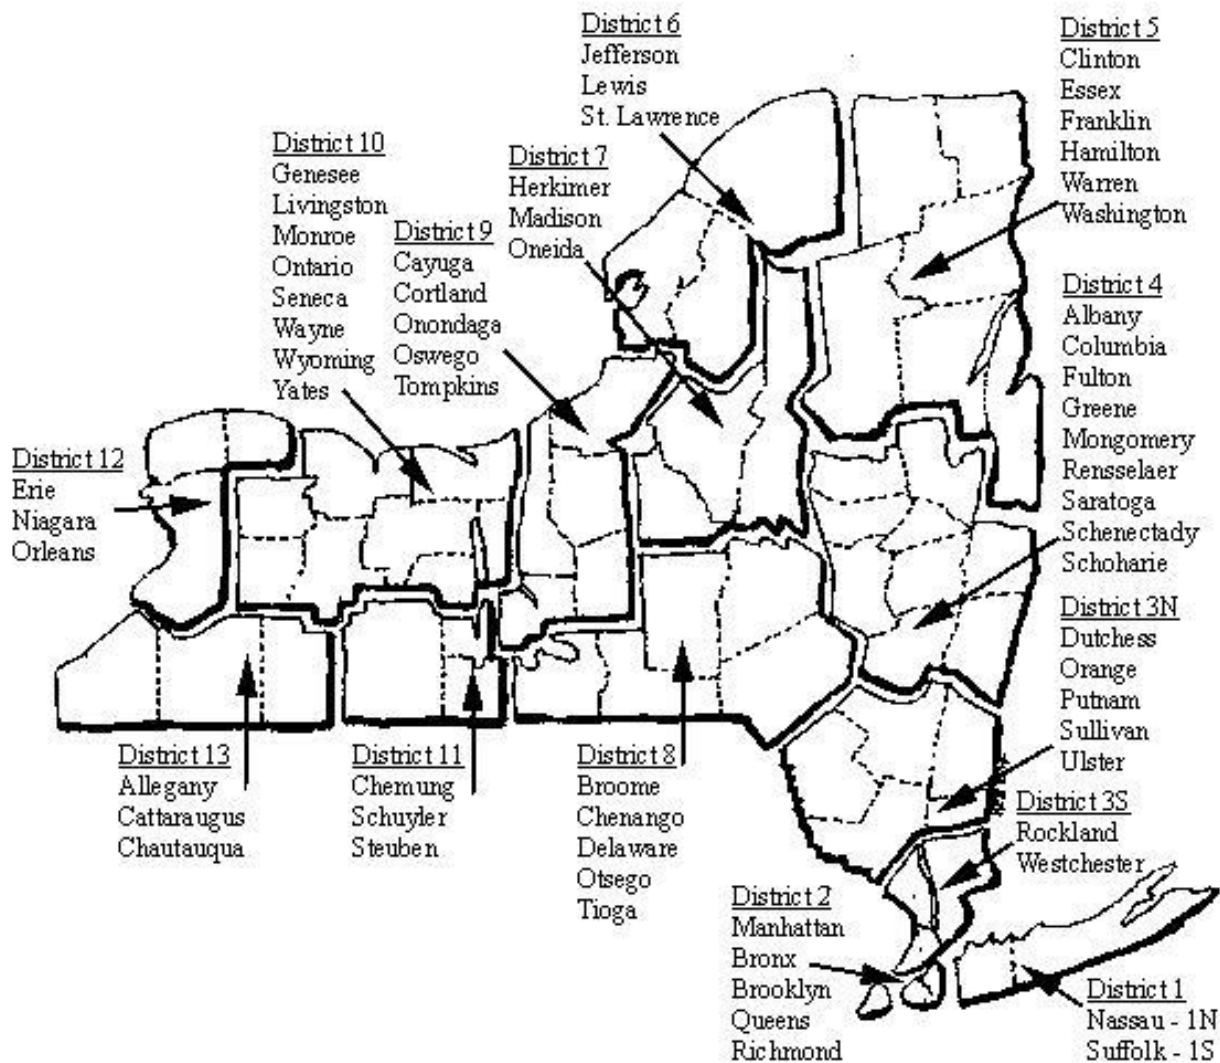 District 6
Jefferson
Lewis
St. Lawrence
District 5
Clinton
Essex
Franklin
Hamilton
Warren
Washington
District 10
Genesee
Livingston
Monroe
Ontario
Seneca
Wayne
Wyoming
Yates
District 7
Herkimer
Madison
Oneida
District 9
Cayuga
Cortland
Onondaga
Oswego
Tompkins
District 4
Albany
Columbia
Fulton
Greene
Mongomery
Rensselaer
Saratoga
Schenectady
Schoharie
District 12
Erie
Niagara
Orleans
District 3N
Dutchess
Orange
Putnam
Sullivan
Ulster
District 13
Allegany
Cattaraugus
Chautauqua
District 11
Chemung
Schuyler
Steuben
District 8
Broome
Chenango
Delaware
Otsego
Tioga
District 3S
Rockland
Westchester
District 2
Manhattan
Bronx
Brooklyn
Queens
Richmond
District 1
Nassau - 1N
Suffolk - 1S